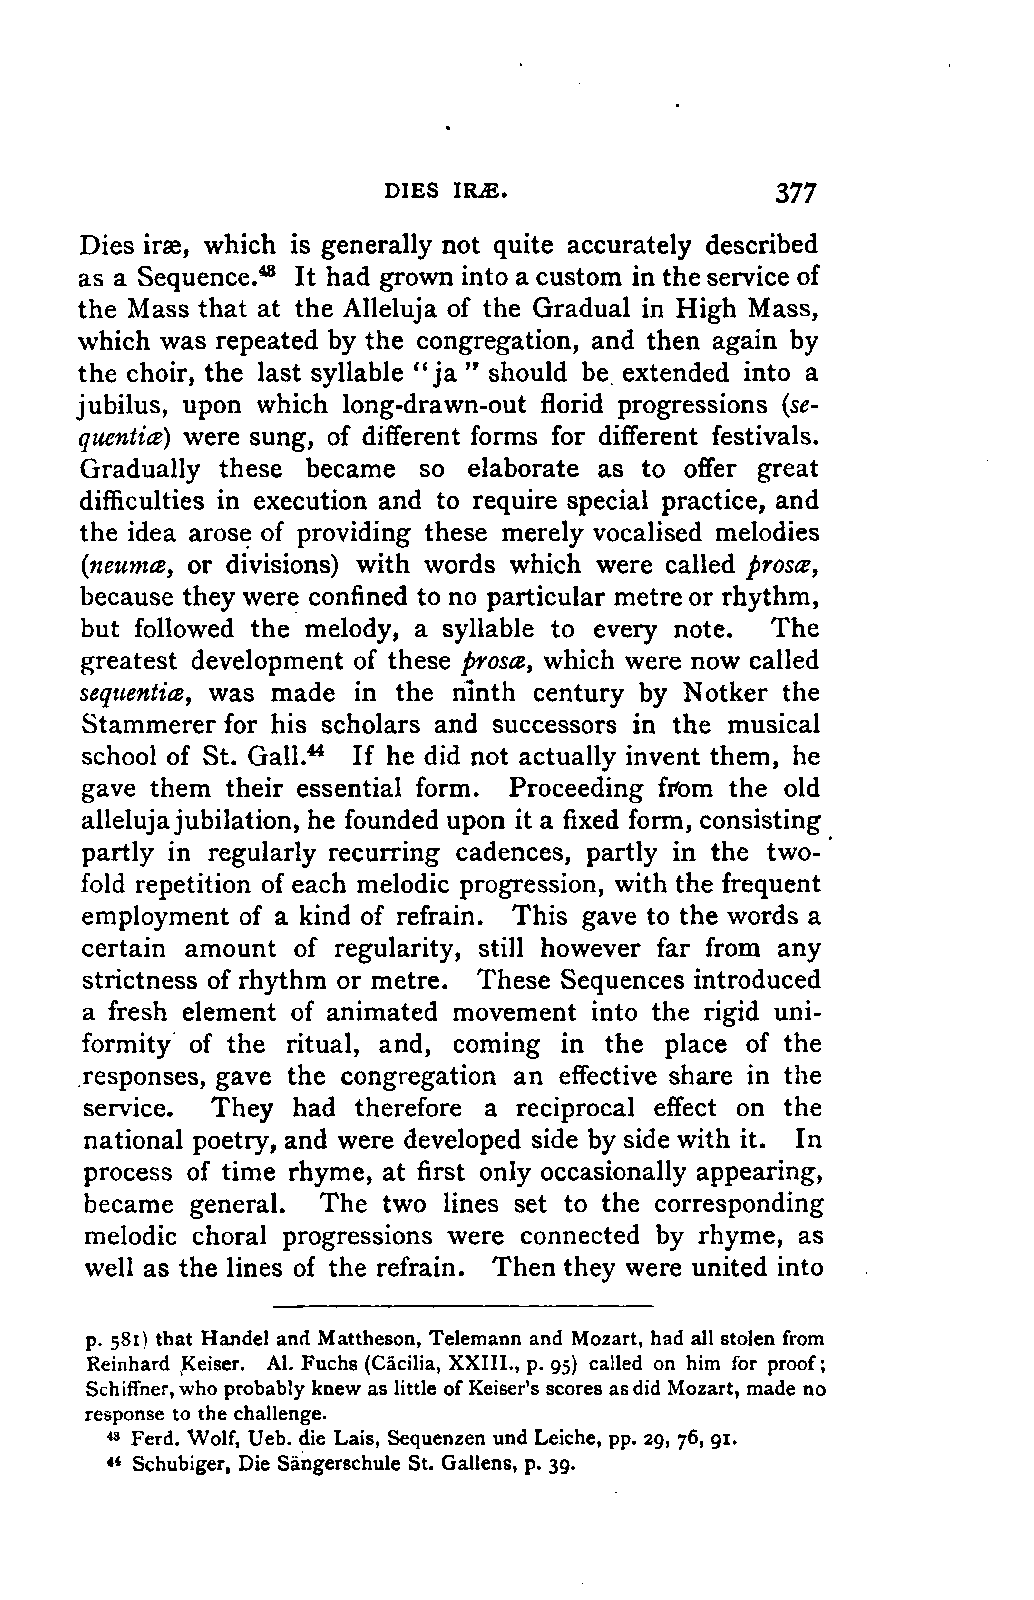 DIES IRÆ. 377
Dies iræ, which is generally not quite accurately described
as a Sequence.⁴³ It had grown into a custom in the service of
the Mass that at the Alleluja of the Gradual in High Mass,
which was repeated by the congregation, and then again by
the choir, the last syllable "ja" should be extended into a
jubilus, upon which long-drawn-out florid progressions (se-
quentiæ) were sung, of different forms for different festivals.
Gradually these became so elaborate as to offer great
difficulties in execution and to require special practice, and
the idea arose of providing these merely vocalised melodies
(neumæ, or divisions) with words which were called prosæ,
because they were confined to no particular metre or rhythm,
but followed the melody, a syllable to every note. The
greatest development of these prosæ, which were now called
sequentiæ, was made in the ninth century by Notker the
Stammerer for his scholars and successors in the musical
school of St. Gall.⁴⁴ If he did not actually invent them, he
gave them their essential form. Proceeding from the old
alleluja jubilation, he founded upon it a fixed form, consisting
partly in regularly recurring cadences, partly in the two-
fold repetition of each melodic progression, with the frequent
employment of a kind of refrain. This gave to the words a
certain amount of regularity, still however far from any
strictness of rhythm or metre. These Sequences introduced
a fresh element of animated movement into the rigid uni-
formity of the ritual, and, coming in the place of the
responses, gave the congregation an effective share in the
service. They had therefore a reciprocal effect on the
national poetry, and were developed side by side with it. In
process of time rhyme, at first only occasionally appearing,
became general. The two lines set to the corresponding
melodic choral progressions were connected by rhyme, as
well as the lines of the refrain. Then they were united into
p. 581) that Handel and Mattheson, Telemann and Mozart, had all stolen from
Reinhard Keiser. Al. Fuchs (Cäcilia, XXIII., p. 95) called on him for proof;
Schiffner, who probably knew as little of Keiser's scores as did Mozart, made no
response to the challenge.
⁴³ Ferd. Wolf, Ueb. die Lais, Sequenzen und Leiche, pp. 29, 76, 91.
⁴⁴ Schubiger, Die Sängerschule St. Gallens, p. 39.